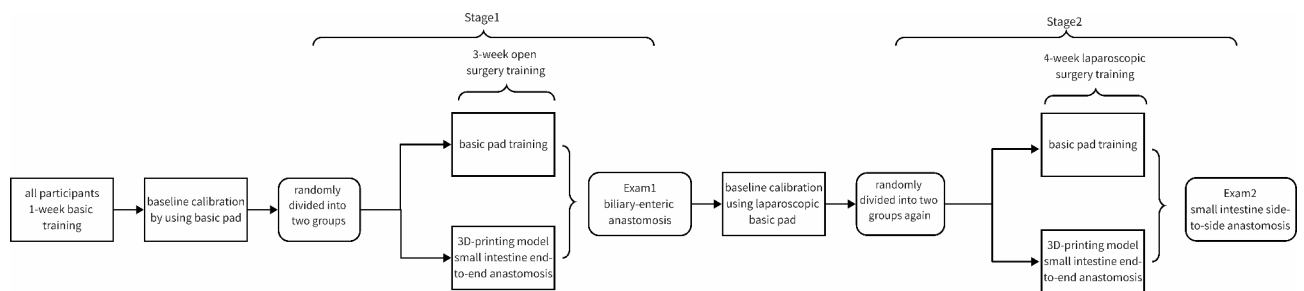 Stage1
Stage2
3-week open
surgery training
4-week laparoscopic
surgery training
all participants
1-week basic
training
baseline calibration
by using basic pad
randomly
divided into
two groups
basic pad training
3D-printing model
small intestine end-
to-end anastomosis
Exam1
biliary-enteric
anastomosis
baseline calibration
using laparoscopic
basic pad
randomly
divided into two
groups again
basic pad training
3D-printing model
small intestine end-
to-end anastomosis
Exam2
small intestine side-
to-side anastomosis